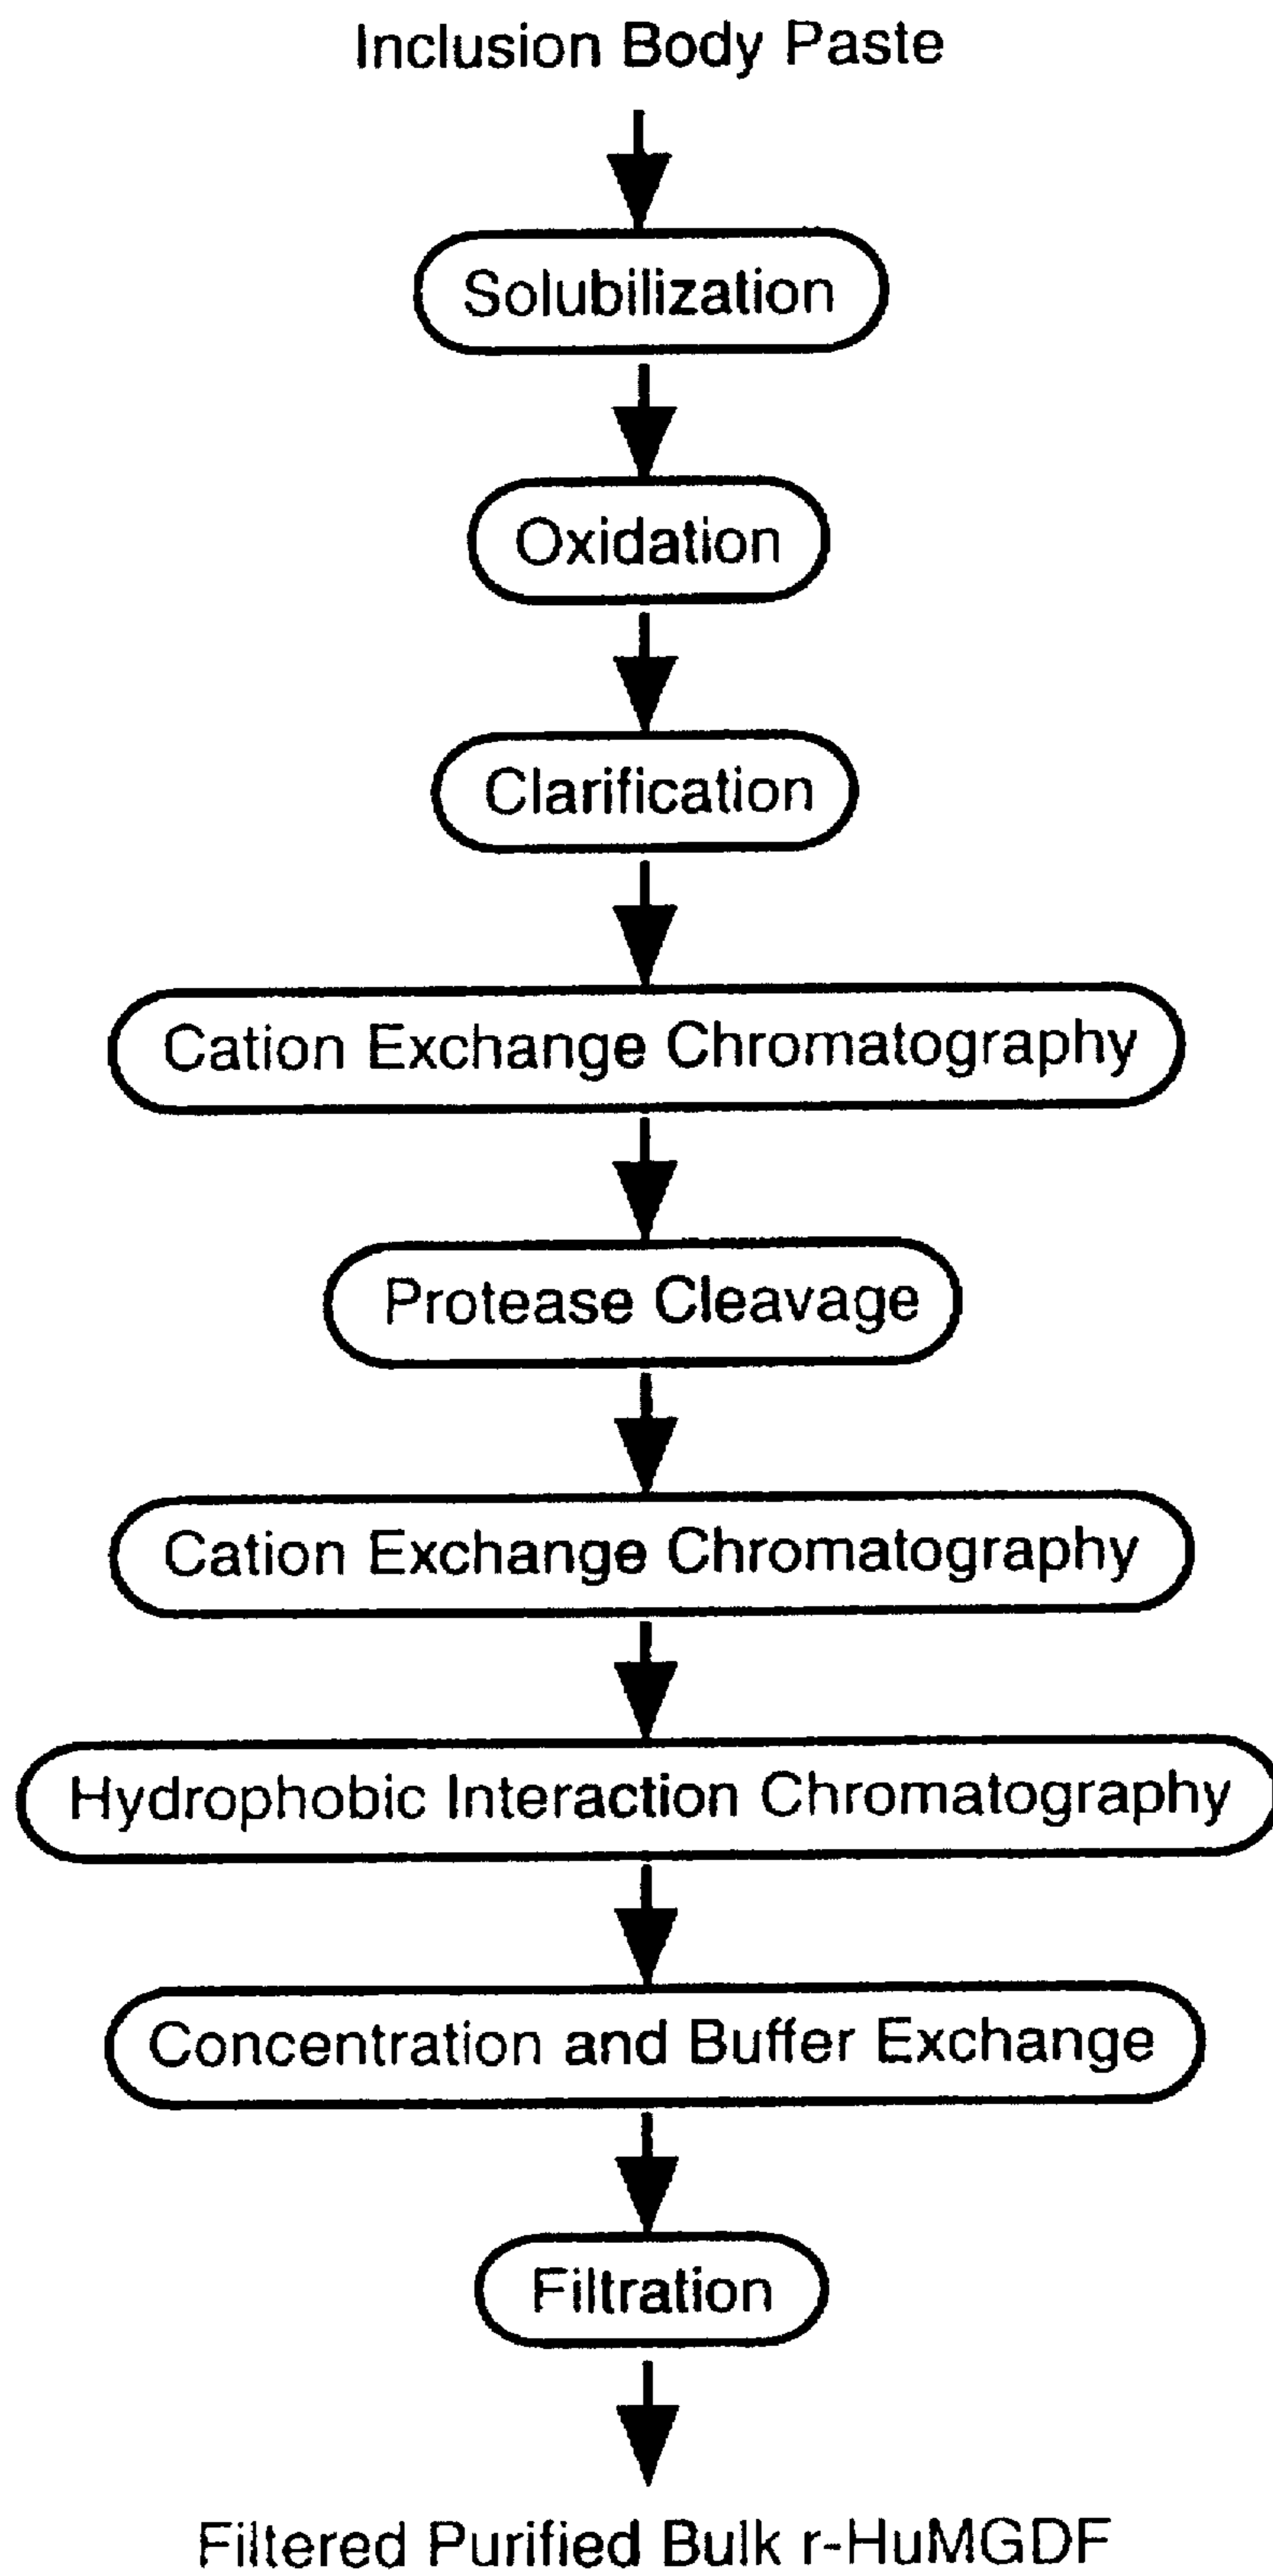 Inclusion Body Paste
Solubilization
Oxidation
Clarification
Cation Exchange Chromatography
Protease Cleavage
Cation Exchange Chromatography
Hydrophobic Interaction Chromatography
Concentration and Buffer Exchange
Filtration
Filtered Purified Bulk r-HuMGDF